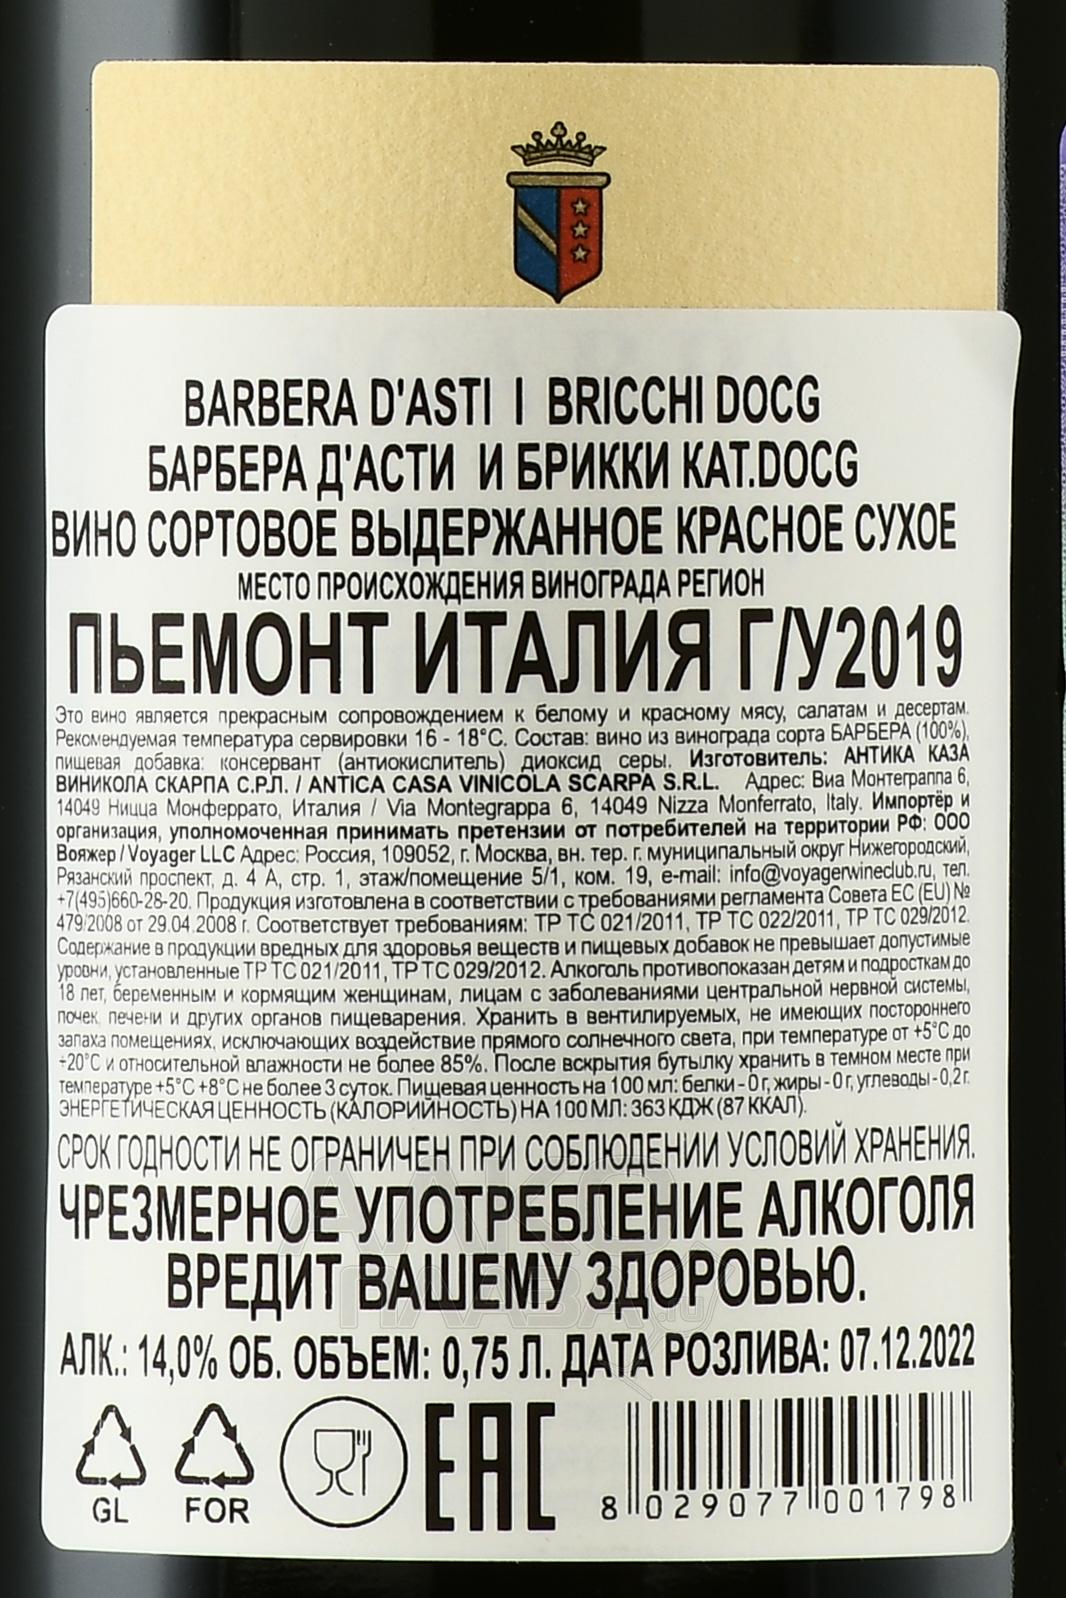 BARBERA D'ASTI I BRICCHI DOCG
БАРБЕРА Д'АСТИ И БРИККИ КАТ.DOCG
ВИНО СОРТОВОЕ ВЫДЕРЖАННОЕ КРАСНОЕ СУХОЕ
МЕСТО ПРОИСХОЖДЕНИЯ ВИНОГРАДА РЕГИОН
ПЬЕМОНТ ИТАЛИЯ Г/У2019
Это вино является прекрасным сопровождением к белому и красному мясу, салатам и десертам.
Рекомендуемая температура сервировки 16 - 18°С. Состав: вино из винограда сорта БАРБЕРА (100%),
пищевая добавка: консервант (антиокислитель) диоксид серы. Изготовитель: АНТИКА КАЗА
ВИНИКОЛА СКАРПА С.Р.Л. / ANTICA CASA VINICOLA SCARPA S.R.L. Адрес: Виа Монтеграппа 6,
14049 Ницца Монферрато, Италия / Via Montegrappa 6, 14049 Nizza Monferrato, Italy. Импортёр и
организация, уполномоченная принимать претензии от потребителей на территории РФ: ООО
Вояжер / Voyager LLC Адрес: Россия, 109052, г. Москва, вн. тер. г. муниципальный округ Нижегородский,
Рязанский проспект, д. 4 А, стр. 1, этаж/помещение 5/1, ком. 19, e-mail: info@voyagerwineclub.ru, тел.
+7(495)660-28-20. Продукция изготовлена в соответствии с требованиями регламента Совета ЕС (EU) №
479/2008 от 29.04.2008 г. Соответствует требованиям: ТР ТС 021/2011, ТР ТС 022/2011, ТР ТС 029/2012.
Содержание в продукции вредных для здоровья веществ и пищевых добавок не превышает допустимые
уровни, установленные ТР ТС 021/2011, ТР ТС 029/2012. Алкоголь противопоказан детям и подросткам до
18 лет, беременным и кормящим женщинам, лицам с заболеваниями центральной нервной системы,
почек, печени и других органов пищеварения. Хранить в вентилируемых, не имеющих постороннего
запаха помещениях, исключающих воздействие прямого солнечного света, при температуре от +5°С до
+20°С и относительной влажности не более 85%. После вскрытия бутылку хранить в темном месте при
температуре +5°С +8°С не более 3 суток. Пищевая ценность на 100 мл: белки - 0 г, жиры - 0 г, углеводы - 0,2 г.
ЭНЕРГЕТИЧЕСКАЯ ЦЕННОСТЬ (КАЛОРИЙНОСТЬ) НА 100 МЛ: 363 КДЖ (87 ККАЛ).
СРОК ГОДНОСТИ НЕ ОГРАНИЧЕН ПРИ СОБЛЮДЕНИИ УСЛОВИЙ ХРАНЕНИЯ.
ЧРЕЗМЕРНОЕ УПОТРЕБЛЕНИЕ АЛКОГОЛЯ
ВРЕДИТ ВАШЕМУ ЗДОРОВЬЮ.
АЛК.: 14,0% ОБ. ОБЪЕМ: 0,75 Л. ДАТА РОЗЛИВА: 07.12.2022
GL FOR EAC 8 029077 001798